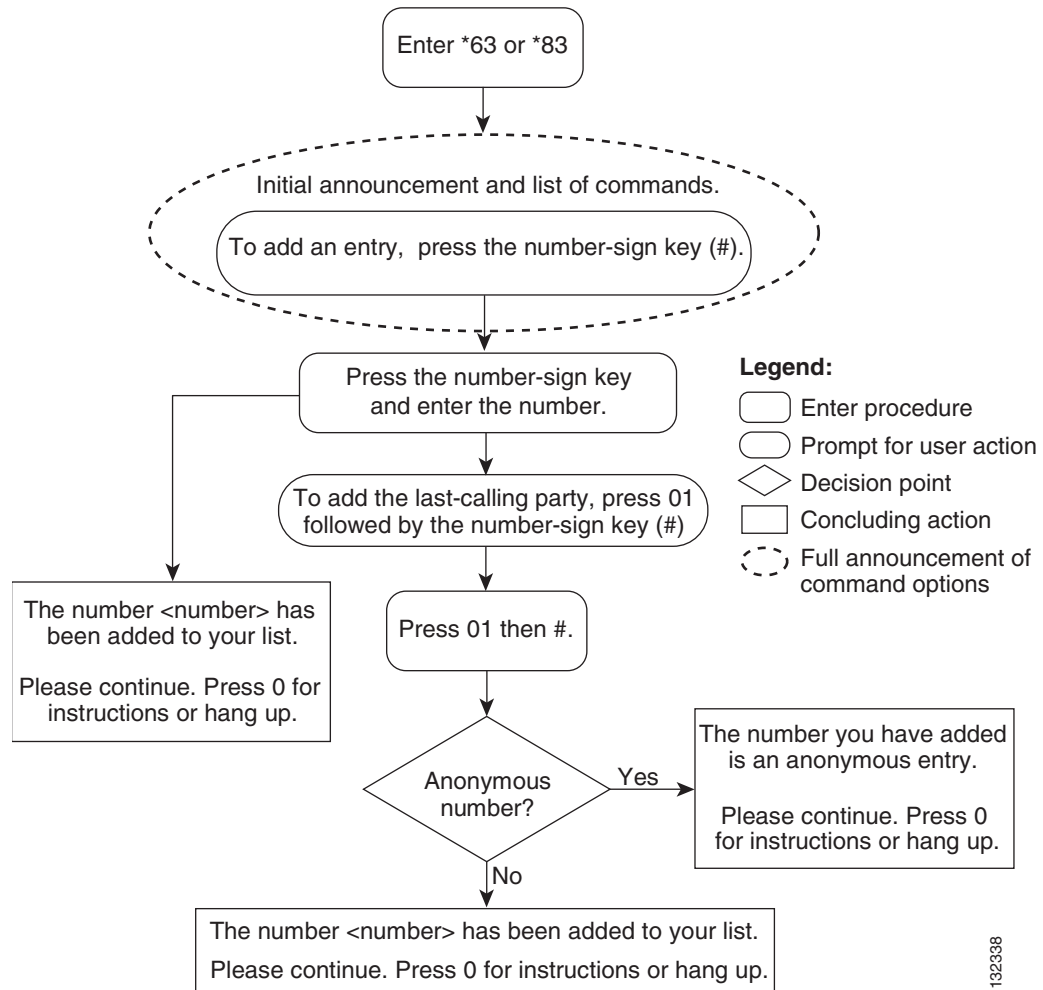 Enter *63 or *83
Initial announcement and list of commands.
To add an entry, press the number-sign key (#).
Press the number-sign key
and enter the number.
To add the last-calling party, press 01
followed by the number-sign key (#)
Press 01 then #.
The number <number> has
been added to your list.
Please continue. Press 0 for
instructions or hang up.
Anonymous
number?
Yes
The number you have added
is an anonymous entry.
Please continue. Press 0
for instructions or hang up.
No
The number <number> has been added to your list.
Please continue. Press 0 for instructions or hang up.
Legend:
Enter procedure
Prompt for user action
Decision point
Concluding action
Full announcement of
command options
132338